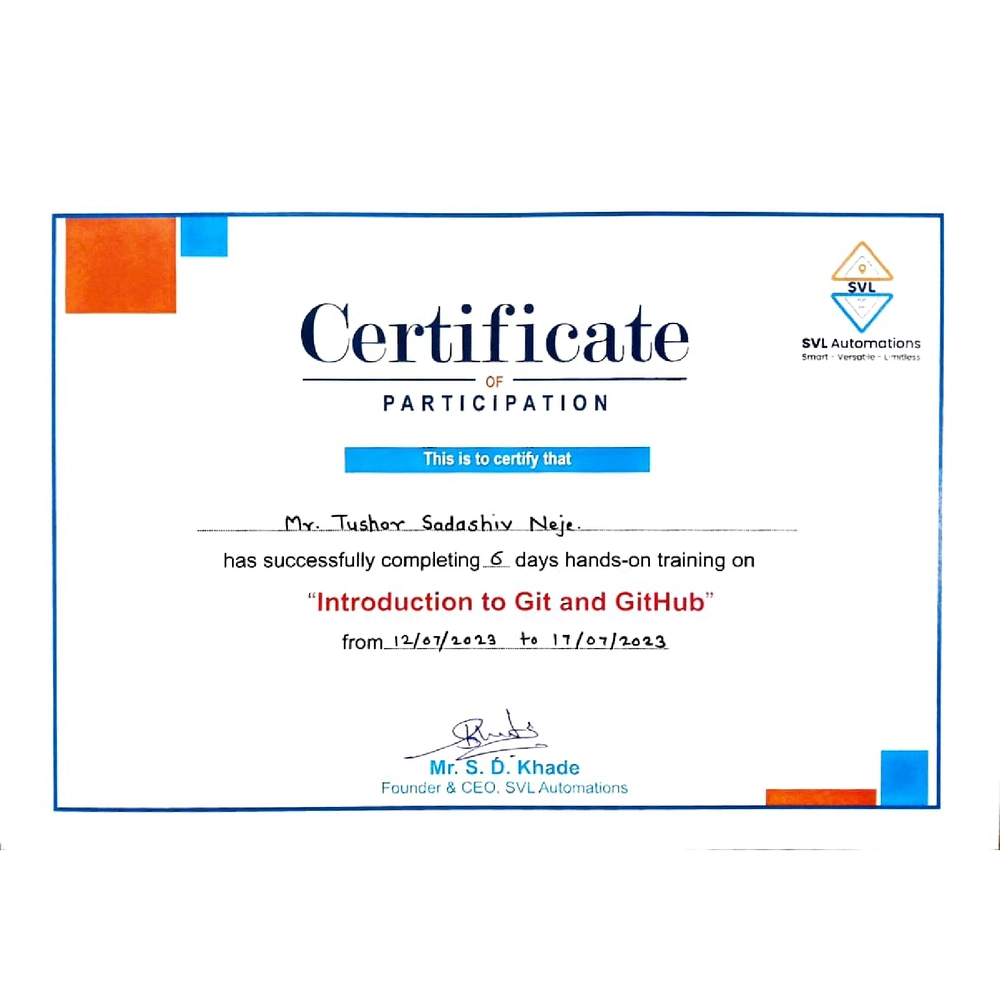 SVL
SVL Automations
Smart - Versatile - Limitless
Certificate
OF
PARTICIPATION
This is to certify that
Mr. Tushar Sadashiv Neje.
has successfully completing 6 days hands-on training on
“Introduction to Git and GitHub”
from 12/07/2023 to 17/07/2023
Mr. S. D. Khade
Founder & CEO, SVL Automations